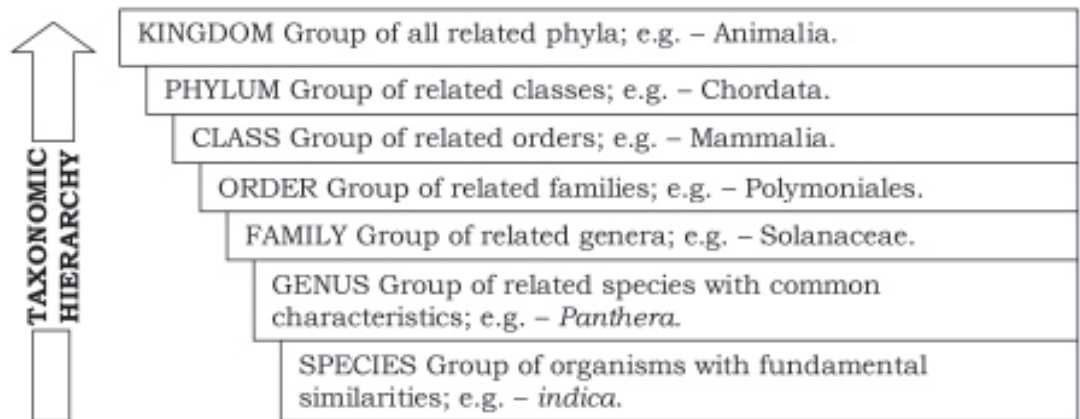 TAXONOMIC
HIERARCHY
KINGDOM Group of all related phyla; e.g. – Animalia.
PHYLUM Group of related classes; e.g. – Chordata.
CLASS Group of related orders; e.g. – Mammalia.
ORDER Group of related families; e.g. – Polymoniales.
FAMILY Group of related genera; e.g. – Solanaceae.
GENUS Group of related species with common
characteristics; e.g. – Panthera.
SPECIES Group of organisms with fundamental
similarities; e.g. – indica.